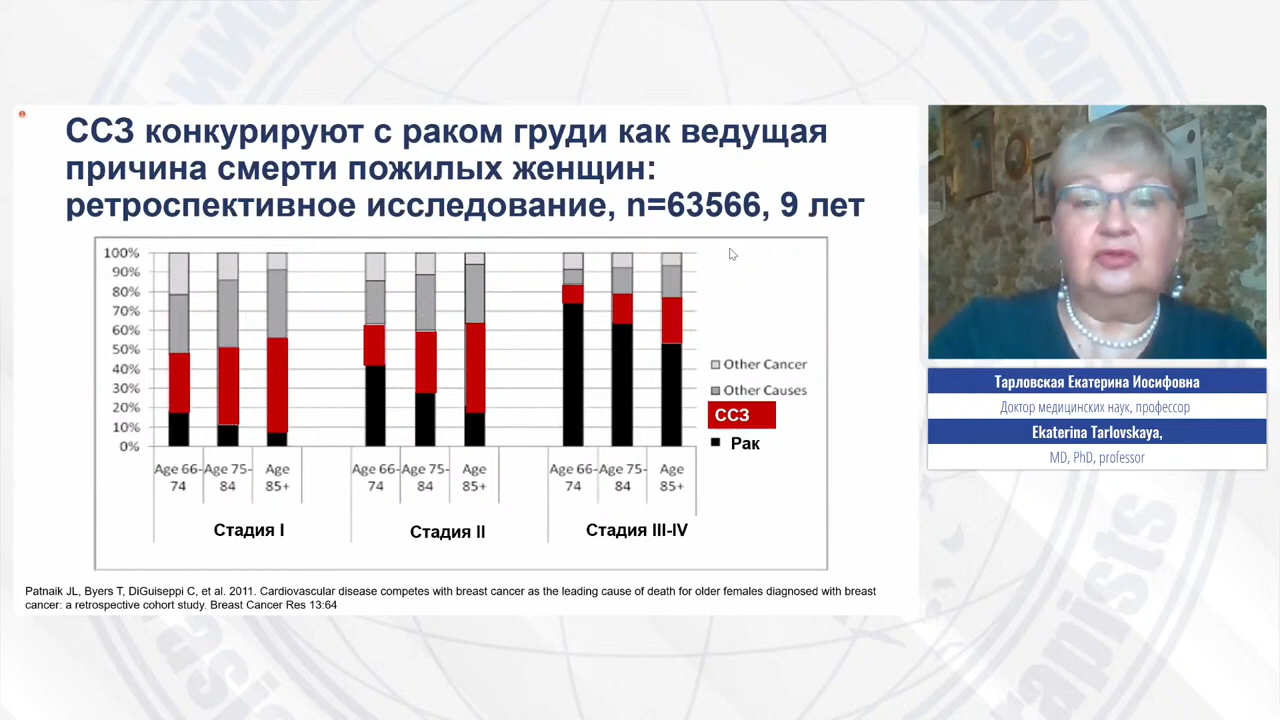 ССЗ конкурируют с раком груди как ведущая
причина смерти пожилых женщин:
ретроспективное исследование, n=63566, 9 лет
100%
90%
80%
70%
60%
50%
40%
30%
20%
10%
0%
Age 66-
74
Age 75-
84
Age
85+
Age 66-
74
Age 75-
84
Age
85+
Age 66-
74
Age 75-
84
Age
85+
Стадия I
Стадия II
Стадия III-IV
Other Cancer
Other Causes
ССЗ
Рак
Patnaik JL, Byers T, DiGuiseppi C, et al. 2011. Cardiovascular disease competes with breast cancer as the leading cause of death for older females diagnosed with breast
cancer: a retrospective cohort study. Breast Cancer Res 13:64
Тарловская Екатерина Иосифовна
Доктор медицинских наук, профессор
Ekaterina Tarlovskaya,
MD, PhD, professor